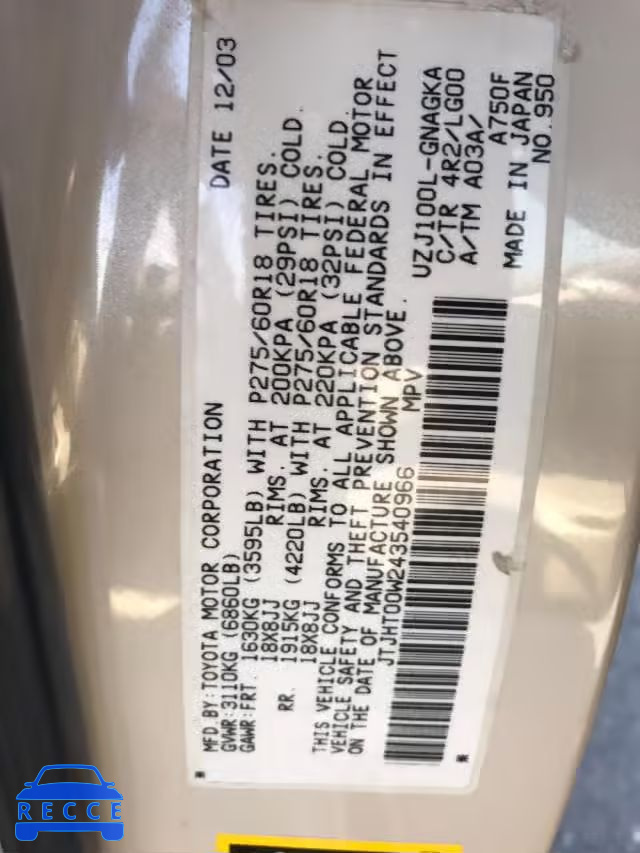 MFD.BY:TOYOTA MOTOR CORPORATION DATE 12/03
GVWR:3110KG (6860LB)
GAWR:FRT. 1630KG (3595LB) WITH P275/60R18 TIRES.
18X8JJ RIMS. AT 200KPA (29PSI) COLD.
RR. 1915KG (4220LB) WITH P275/60R18 TIRES.
18X8JJ RIMS. AT 220KPA (32PSI) COLD.
THIS VEHICLE CONFORMS TO ALL APPLICABLE FEDERAL MOTOR
VEHICLE SAFETY AND THEFT PREVENTION STANDARDS IN EFFECT
ON THE DATE OF MANUFACTURE SHOWN ABOVE.
JTJHT00W243540966 MPV
* *
UZJ100L-GNAGKA
C/TR 4R2/LG00
A/TM A03A/
A750F
MADE IN JAPAN
NO.950
RECCE